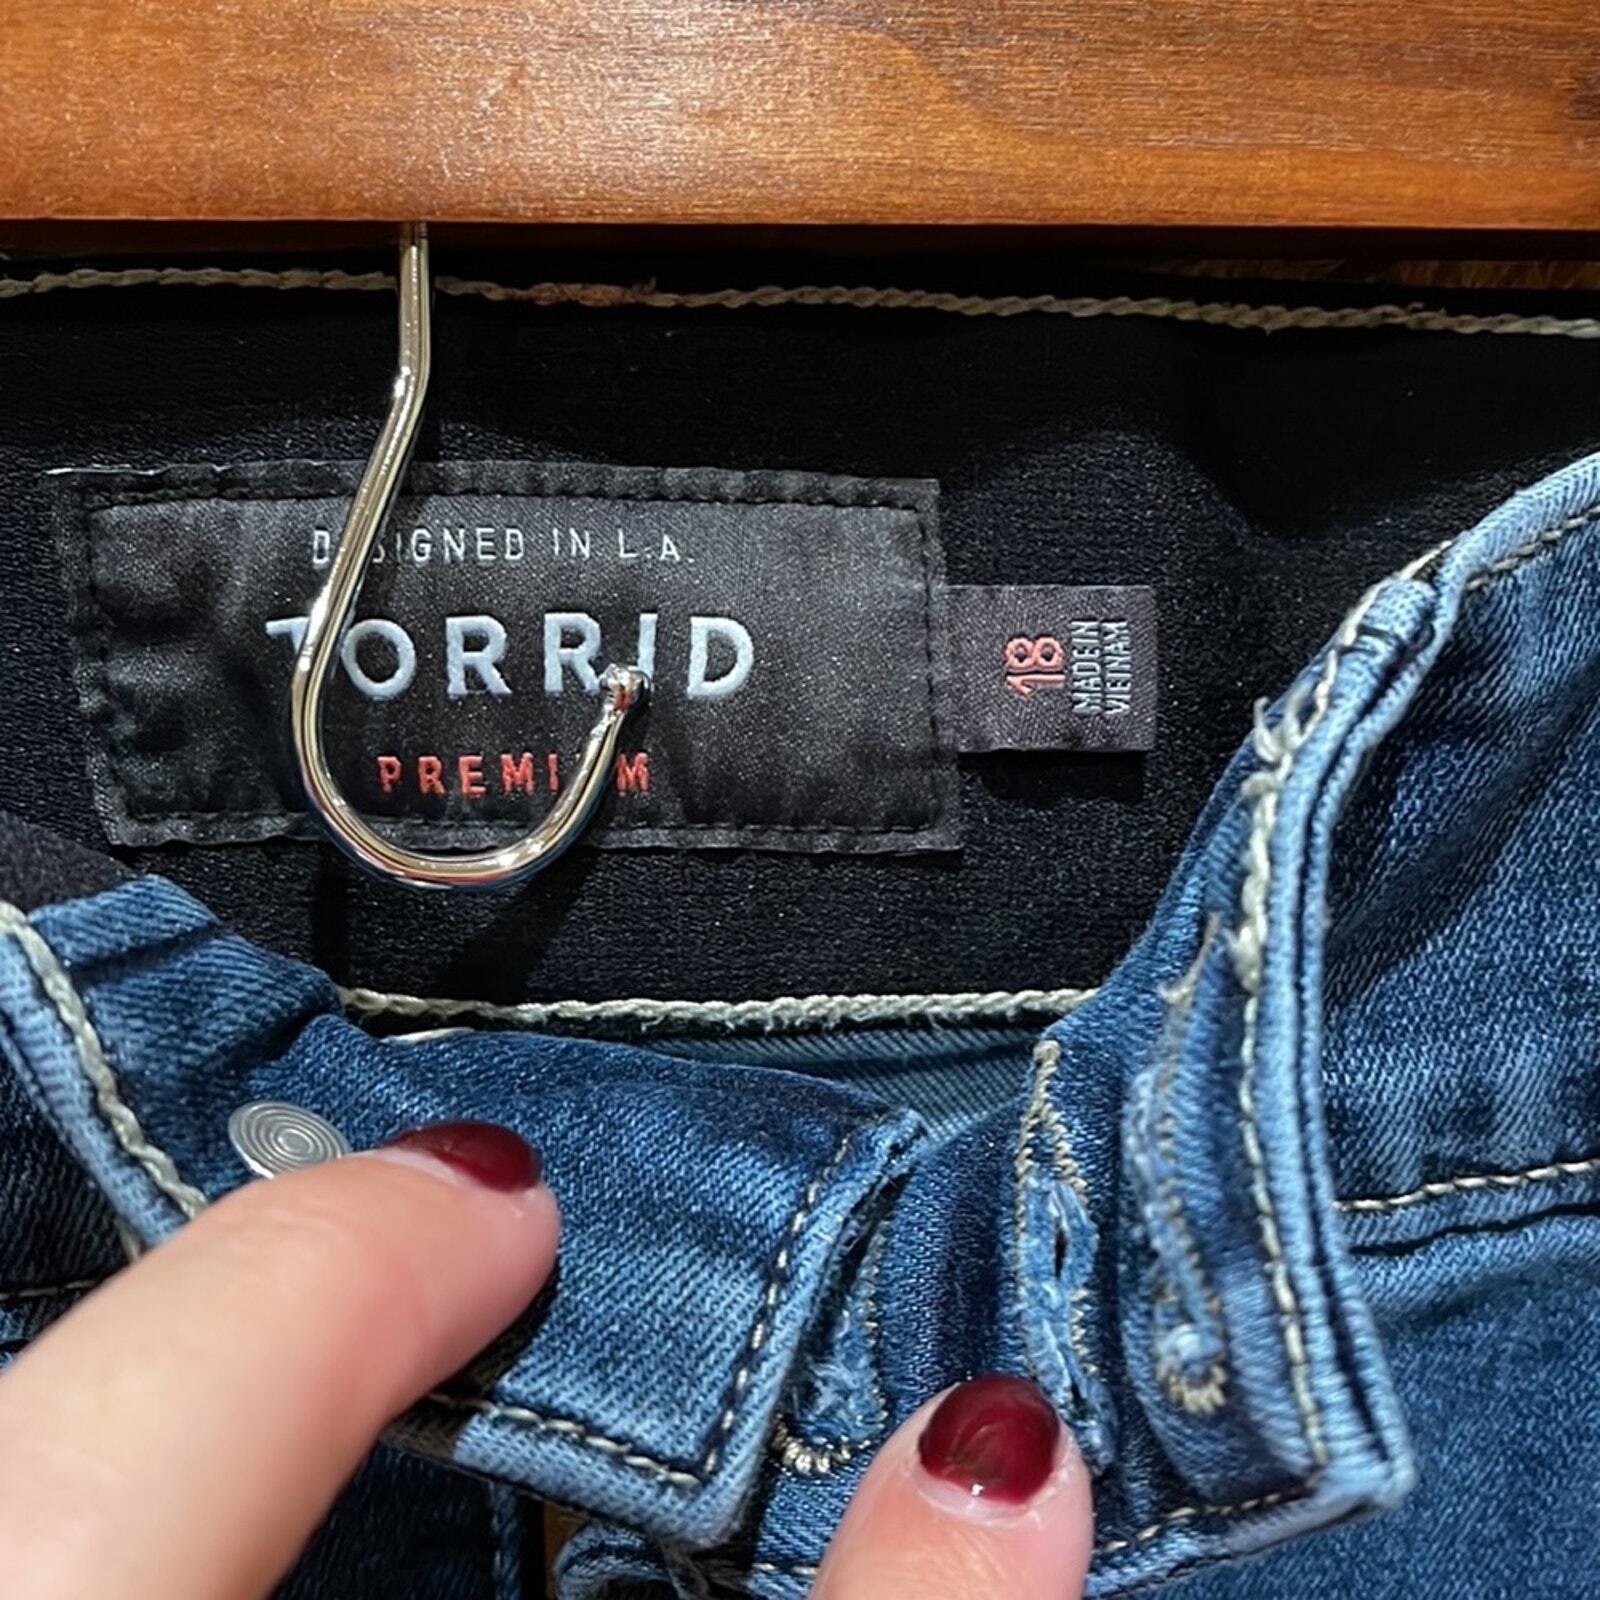 DESIGNED IN L.A.
TORRID
PREMIUM
18
MADE IN
VIETNAM